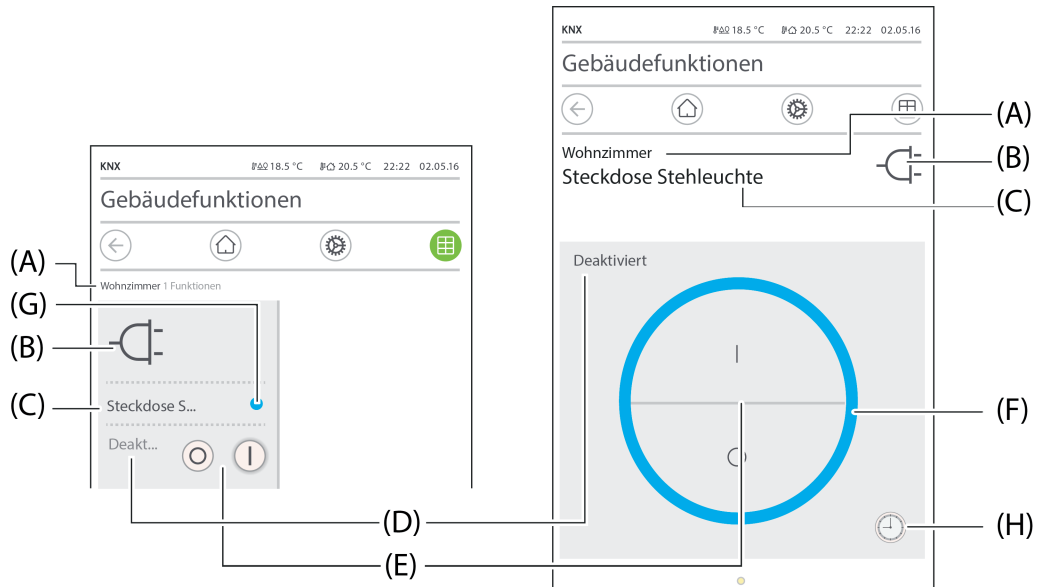 KNX 18.5 °C 20.5 °C 22:22 02.05.16
Gebäudefunktionen
Wohnzimmer 1 Funktionen
Steckdose S...
Deakt...
(A)
(G)
(B)
(C)
(D)
(E)
KNX 18.5 °C 20.5 °C 22:22 02.05.16
Gebäudefunktionen
Wohnzimmer
Steckdose Stehleuchte
Deaktiviert
(A)
(B)
(C)
(F)
(H)